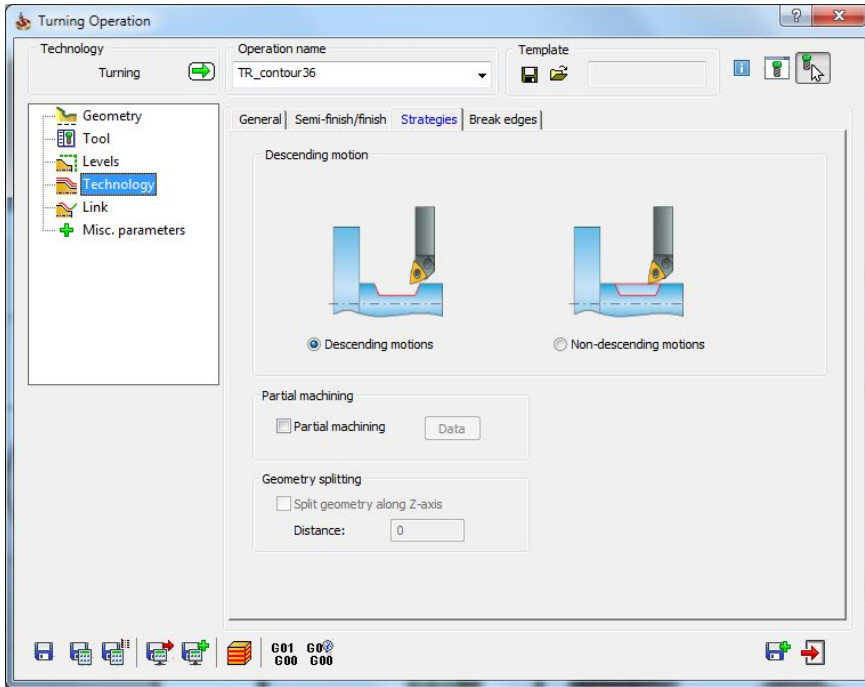 Turning Operation
Technology
Turning
Operation name
TR_contour36
Template
Geometry
Tool
Levels
Technology
Link
Misc. parameters
General
Semi-finish/finish
Strategies
Break edges
Descending motion
Descending motions
Non-descending motions
Partial machining
Partial machining
Data
Geometry splitting
Split geometry along Z-axis
Distance:
0
G01 G0
G00 G00